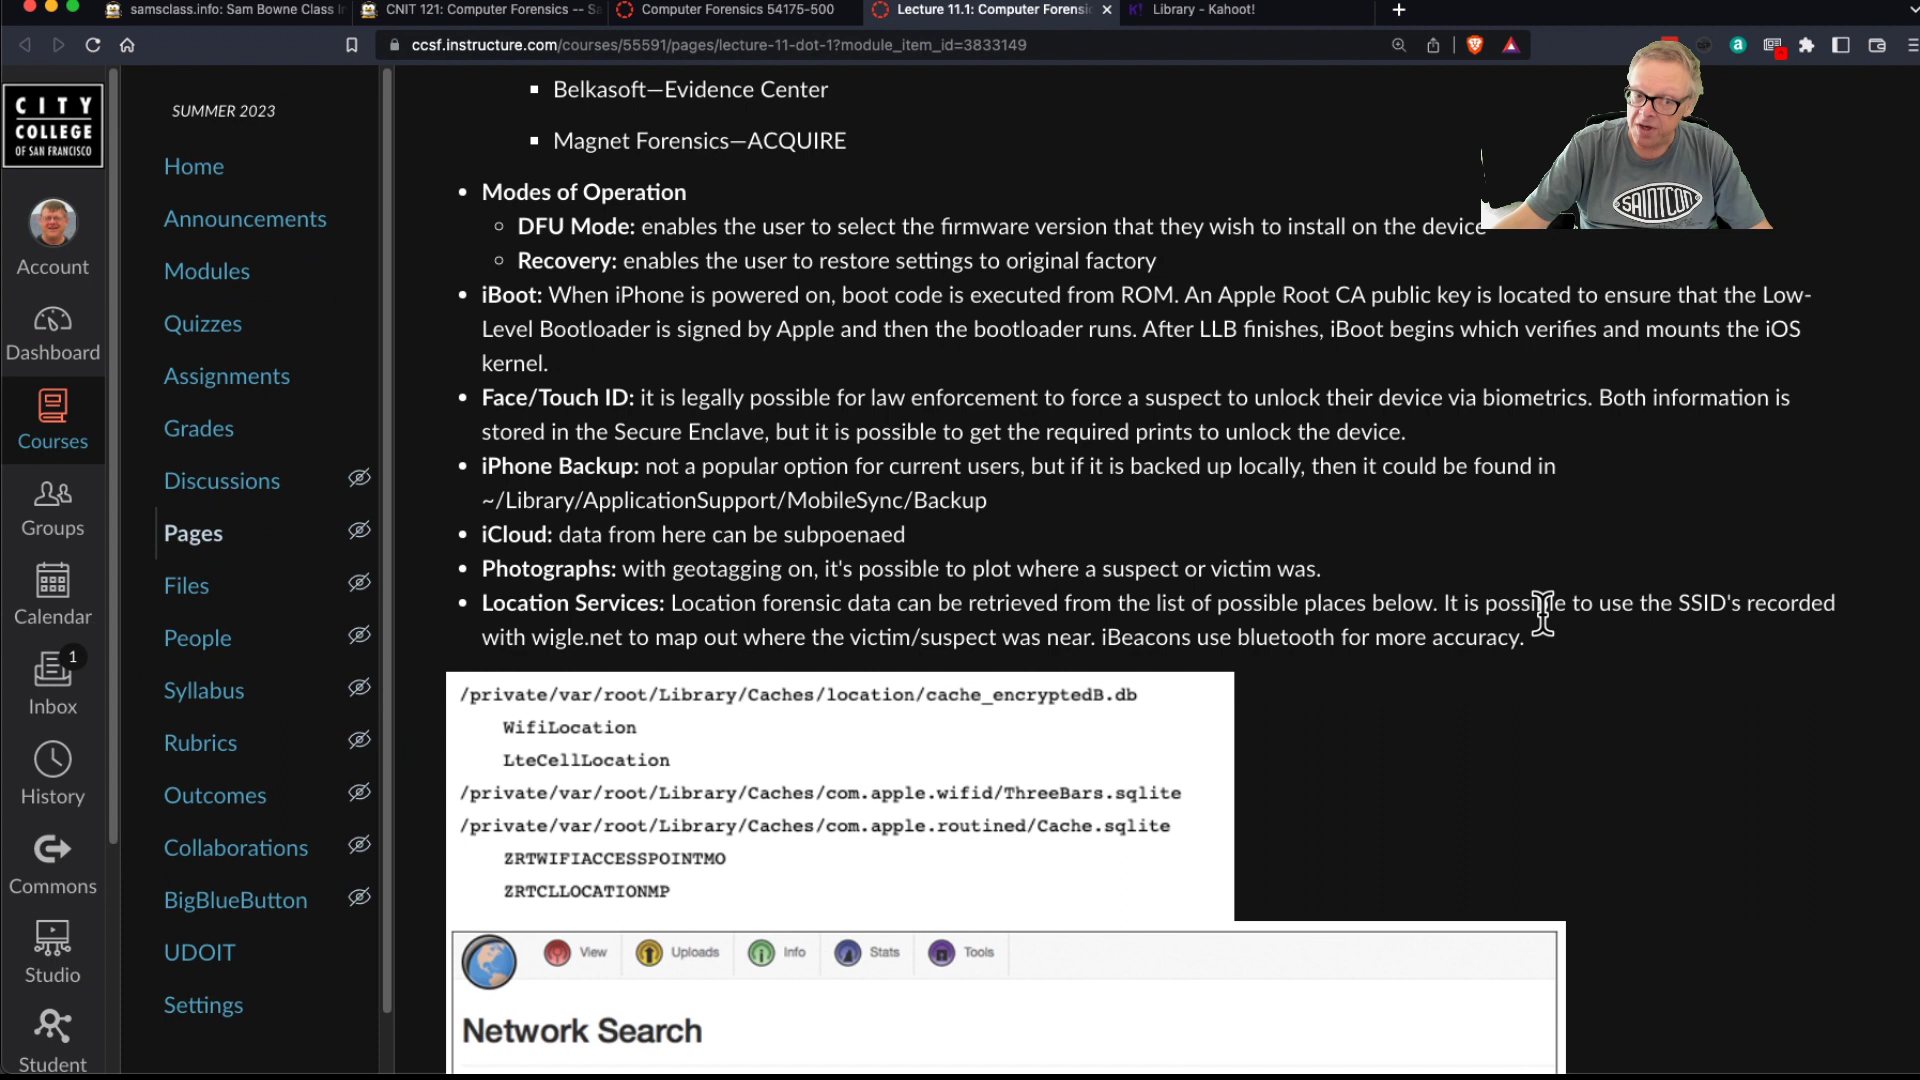 samsclass.info: Sam Bowne Class In
CNIT 121: Computer Forensics -- Sa
Computer Forensics 54175-500
Lecture 11.1: Computer Forensic
Library - Kahoot!
ccsf.instructure.com/courses/55591/pages/lecture-11-dot-1?module_item_id=3833149
CITY
COLLEGE
OF SAN FRANCISCO
Account
Dashboard
Courses
Groups
Calendar
1
Inbox
History
Commons
Studio
Student
SUMMER 2023
Home
Announcements
Modules
Quizzes
Assignments
Grades
Discussions
Pages
Files
People
Syllabus
Rubrics
Outcomes
Collaborations
BigBlueButton
UDOIT
Settings
Belkasoft—Evidence Center
Magnet Forensics—ACQUIRE
Modes of Operation
DFU Mode: enables the user to select the firmware version that they wish to install on the device
Recovery: enables the user to restore settings to original factory
iBoot: When iPhone is powered on, boot code is executed from ROM. An Apple Root CA public key is located to ensure that the Low-
Level Bootloader is signed by Apple and then the bootloader runs. After LLB finishes, iBoot begins which verifies and mounts the iOS
kernel.
Face/Touch ID: it is legally possible for law enforcement to force a suspect to unlock their device via biometrics. Both information is
stored in the Secure Enclave, but it is possible to get the required prints to unlock the device.
iPhone Backup: not a popular option for current users, but if it is backed up locally, then it could be found in
~/Library/ApplicationSupport/MobileSync/Backup
iCloud: data from here can be subpoenaed
Photographs: with geotagging on, it's possible to plot where a suspect or victim was.
Location Services: Location forensic data can be retrieved from the list of possible places below. It is possible to use the SSID's recorded
with wigle.net to map out where the victim/suspect was near. iBeacons use bluetooth for more accuracy.
/private/var/root/Library/Caches/location/cache_encryptedB.db
WifiLocation
LteCellLocation
/private/var/root/Library/Caches/com.apple.wifid/ThreeBars.sqlite
/private/var/root/Library/Caches/com.apple.routined/Cache.sqlite
ZRTWIFIACCESSPOINTMO
ZRTCLLOCATIONMP
View
Uploads
Info
Stats
Tools
Network Search
SAINTCON